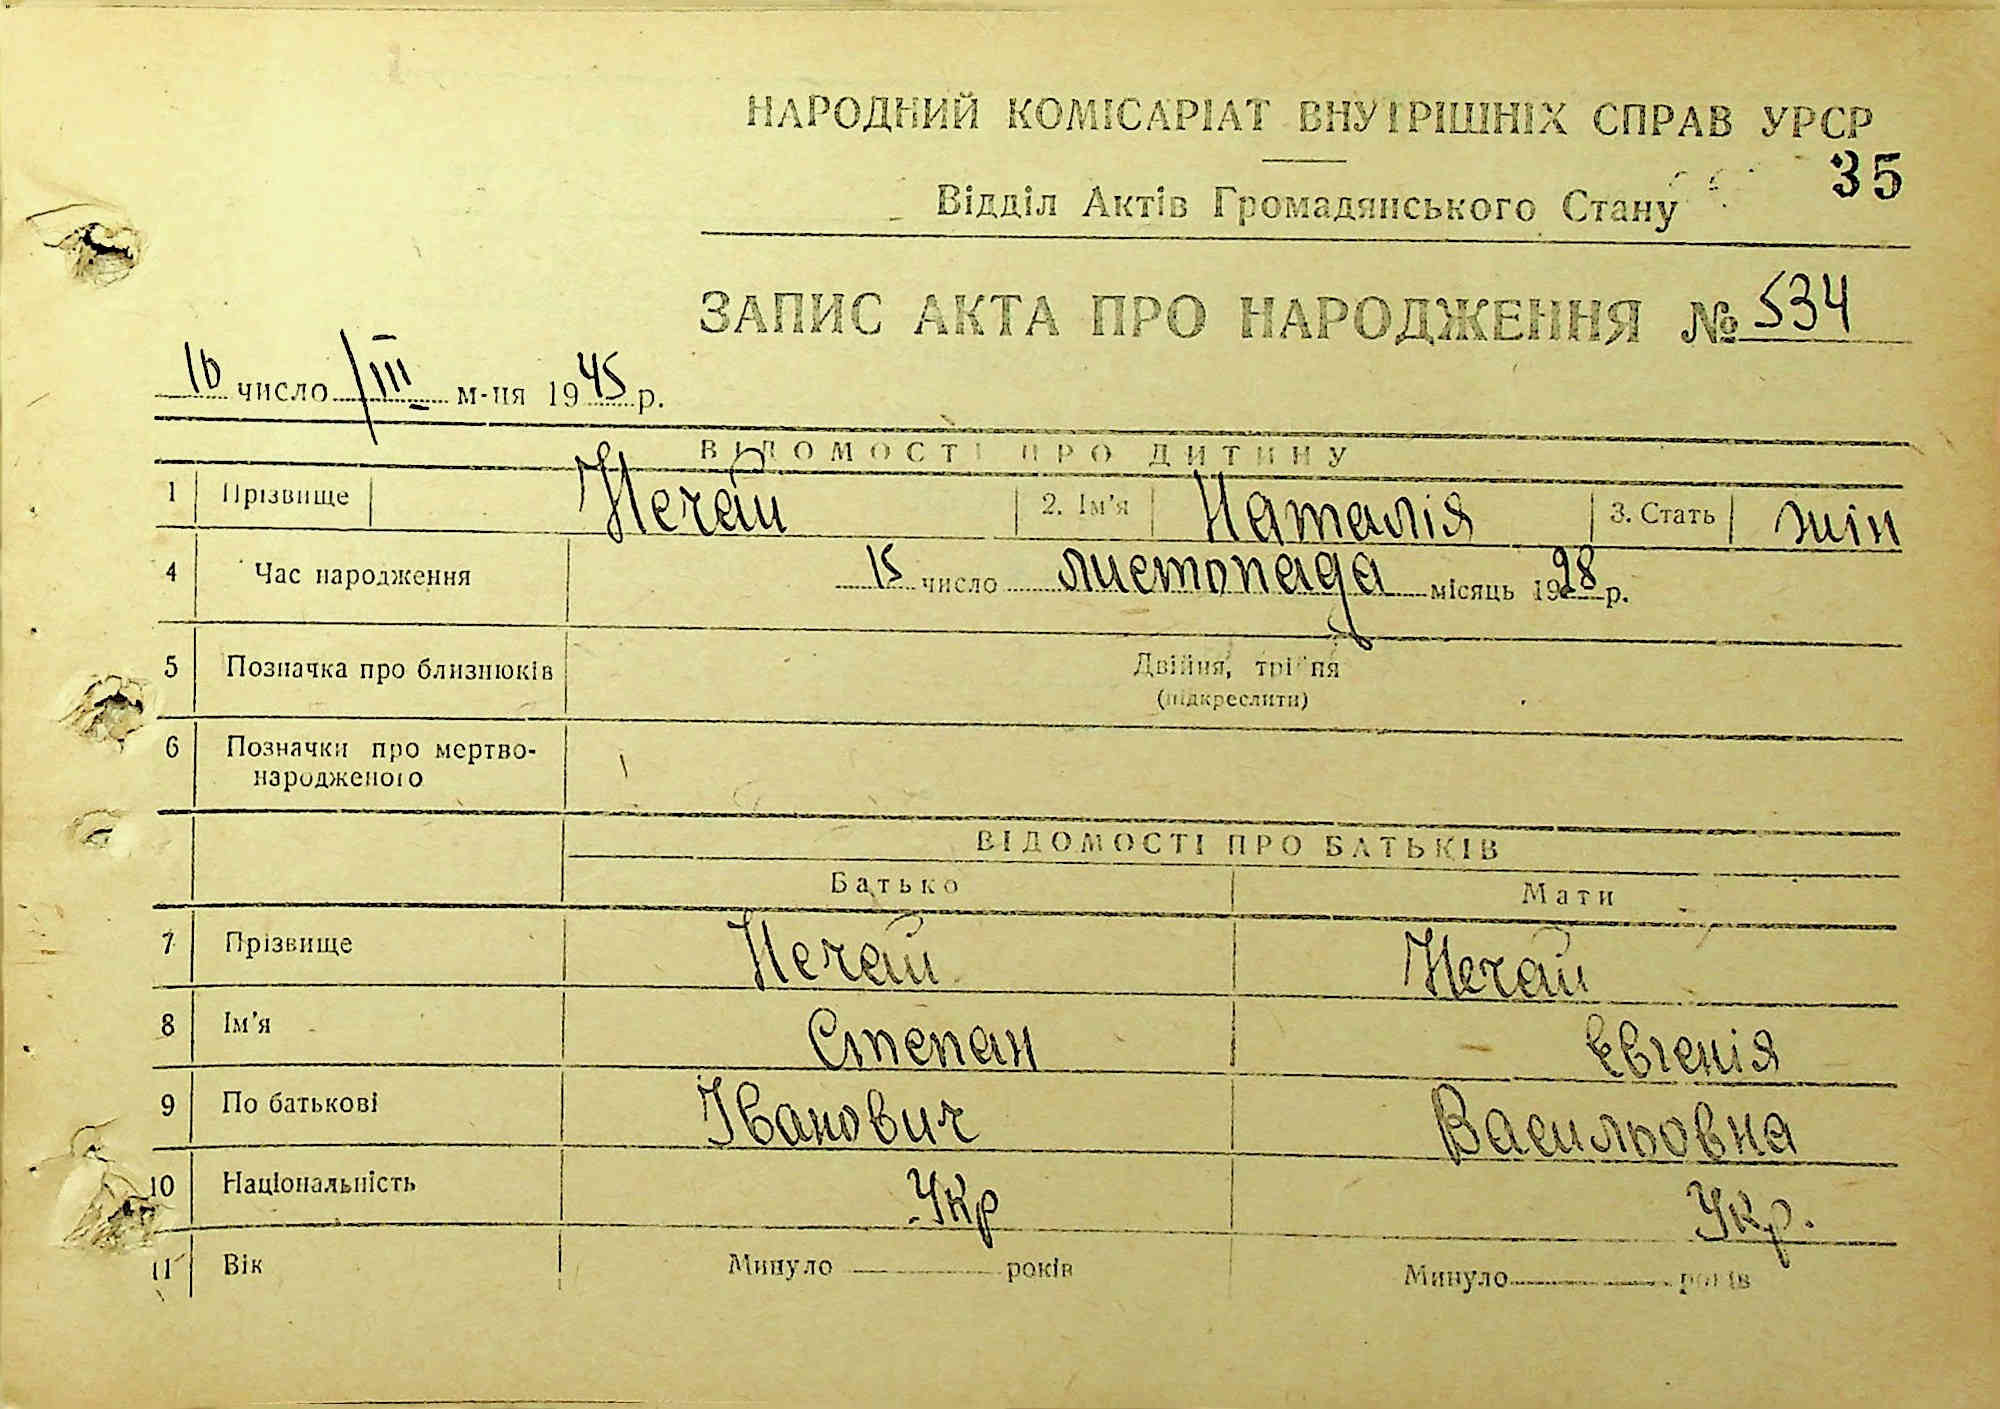 НАРОДНИЙ КОМІСАРІАТ ВНУТРІШНІХ СПРАВ УРСР
35
Відділ Актів Громадянського Стану
ЗАПИС АКТА ПРО НАРОДЖЕННЯ № 534
10 число III м-ця 1945 р.
ВІДОМОСТІ ПРО ДИТИНУ
1 Прізвище Нечай 2. Ім'я Наталія 3. Стать жін
4 Час народження 15 число листопада місяць 1928 р.
5 Позначка про близнюків Двійня, трійня
(підкреслити)
6 Позначки про мертво-
народженого
ВІДОМОСТІ ПРО БАТЬКІВ
Батько Мати
7 Прізвище Нечай Нечай
8 Ім'я Степан Євгенія
9 По батькові Іванович Васильовна
10 Національність Укр Укр.
11 Вік Минуло років Минуло років